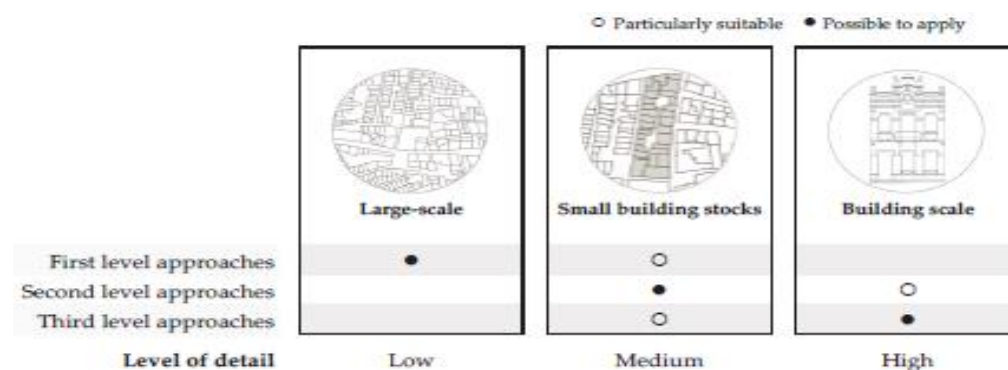 ○ Particularly suitable ● Possible to apply
Large-scale Small building stocks Building scale
First level approaches ● ○
Second level approaches ● ○
Third level approaches ○ ●
Level of detail Low Medium High